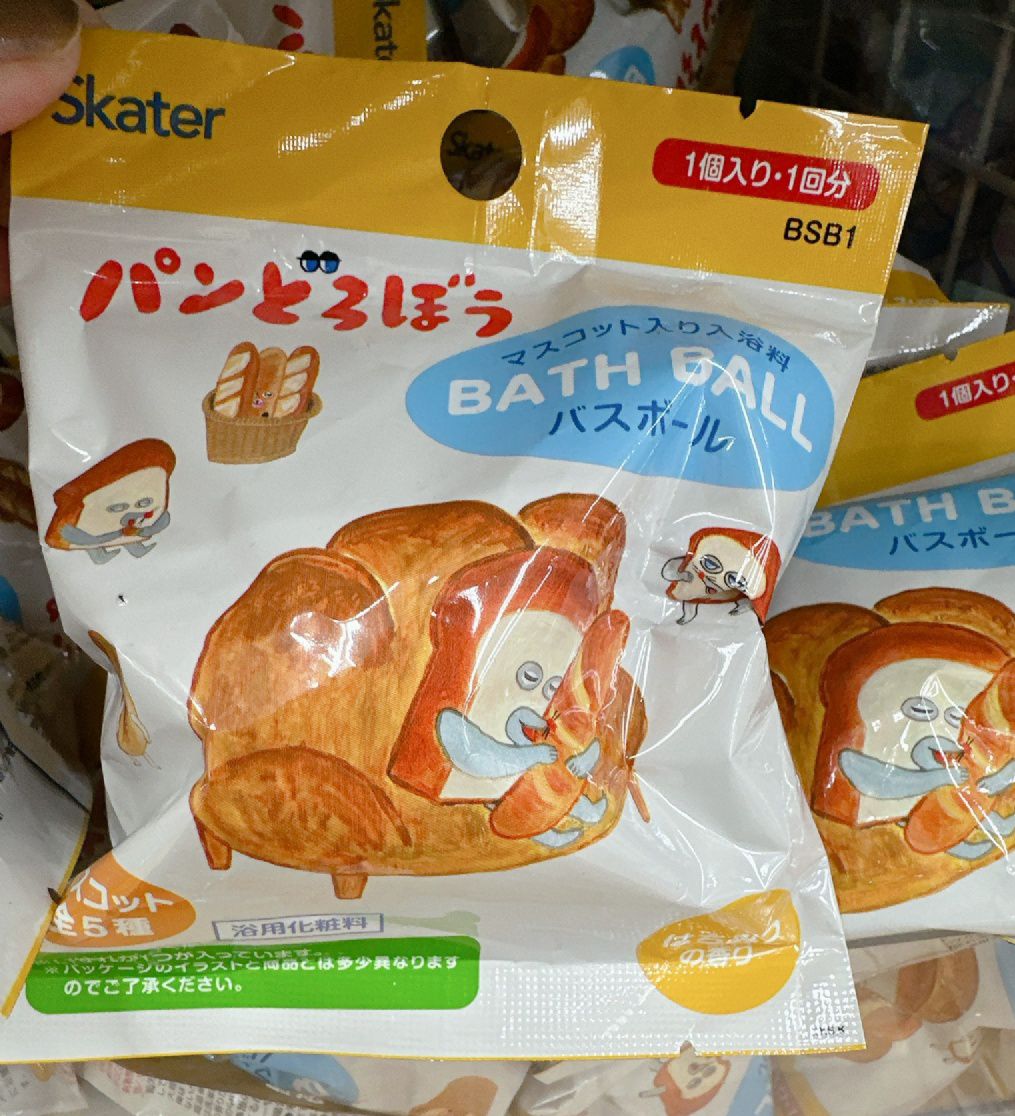 Skater
1個入り・1回分
BSB1
パンどろぼう
マスコット入り入浴料
BATH BALL
バスボール
コット
全5種
浴用化粧料
※パッケージのイラストと商品とは多少異なります
のでご了承ください。
の香り
1個入り・
BATH B
バスボー